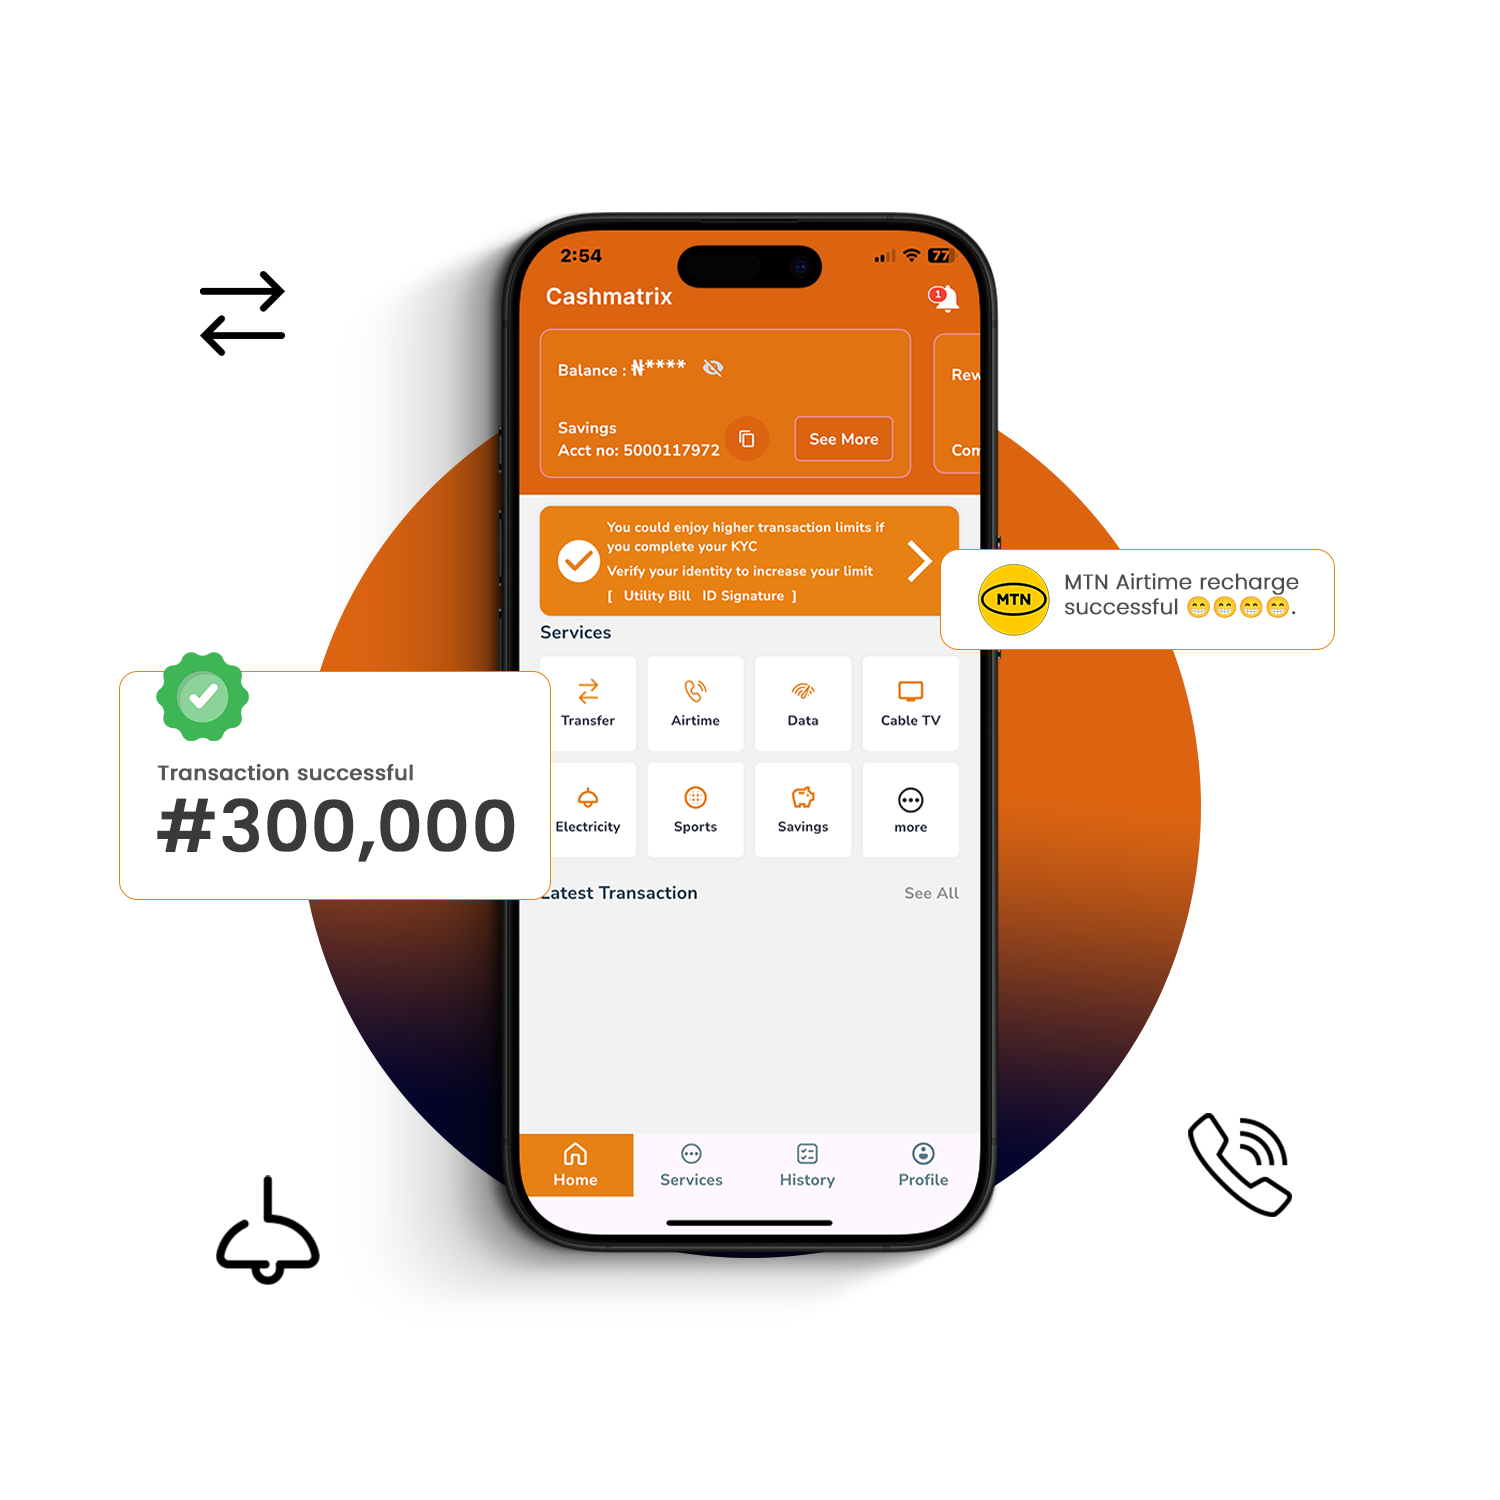 2:54
77
Cashmatrix
1
Balance : ₦****
Rew
Savings
Acct no: 5000117972
See More
Com
You could enjoy higher transaction limits if
you complete your KYC
Verify your identity to increase your limit
[ Utility Bill ID Signature ]
MTN
MTN Airtime recharge
successful 😁😁😁😁.
Services
Transfer
Airtime
Data
Cable TV
Transaction successful
#300,000
Electricity
Sports
Savings
more
Latest Transaction
See All
Home
Services
History
Profile